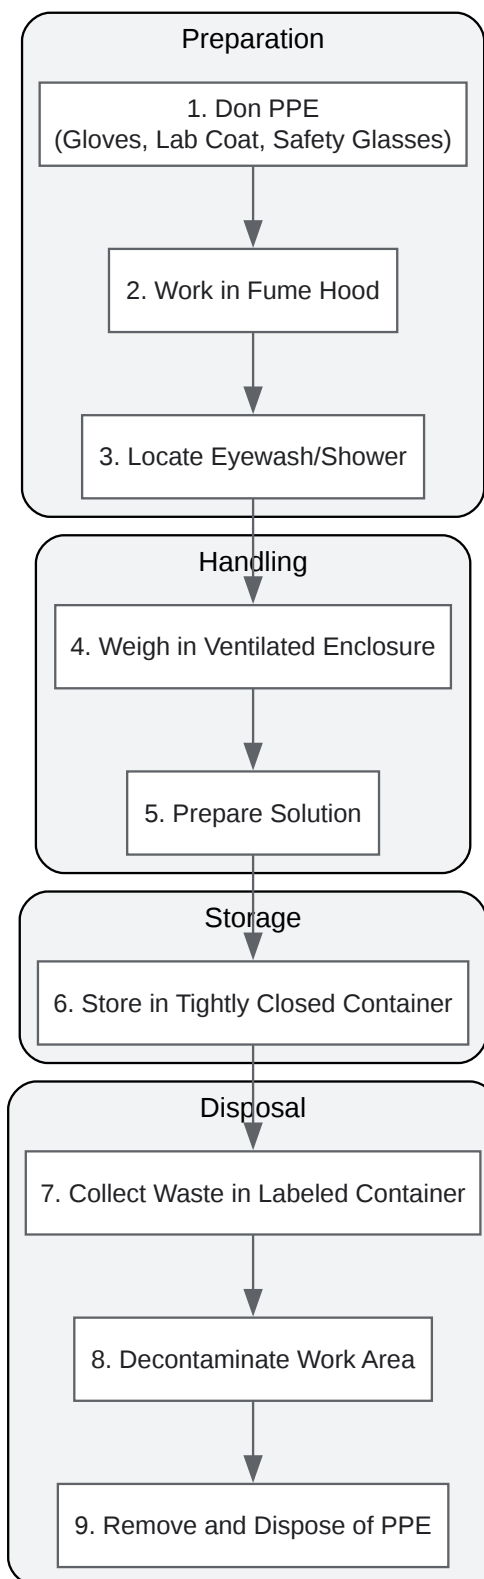 Preparation
1. Don PPE
(Gloves, Lab Coat, Safety Glasses)
2. Work in Fume Hood
3. Locate Eyewash/Shower
Handling
4. Weigh in Ventilated Enclosure
5. Prepare Solution
Storage
6. Store in Tightly Closed Container
Disposal
7. Collect Waste in Labeled Container
8. Decontaminate Work Area
9. Remove and Dispose of PPE